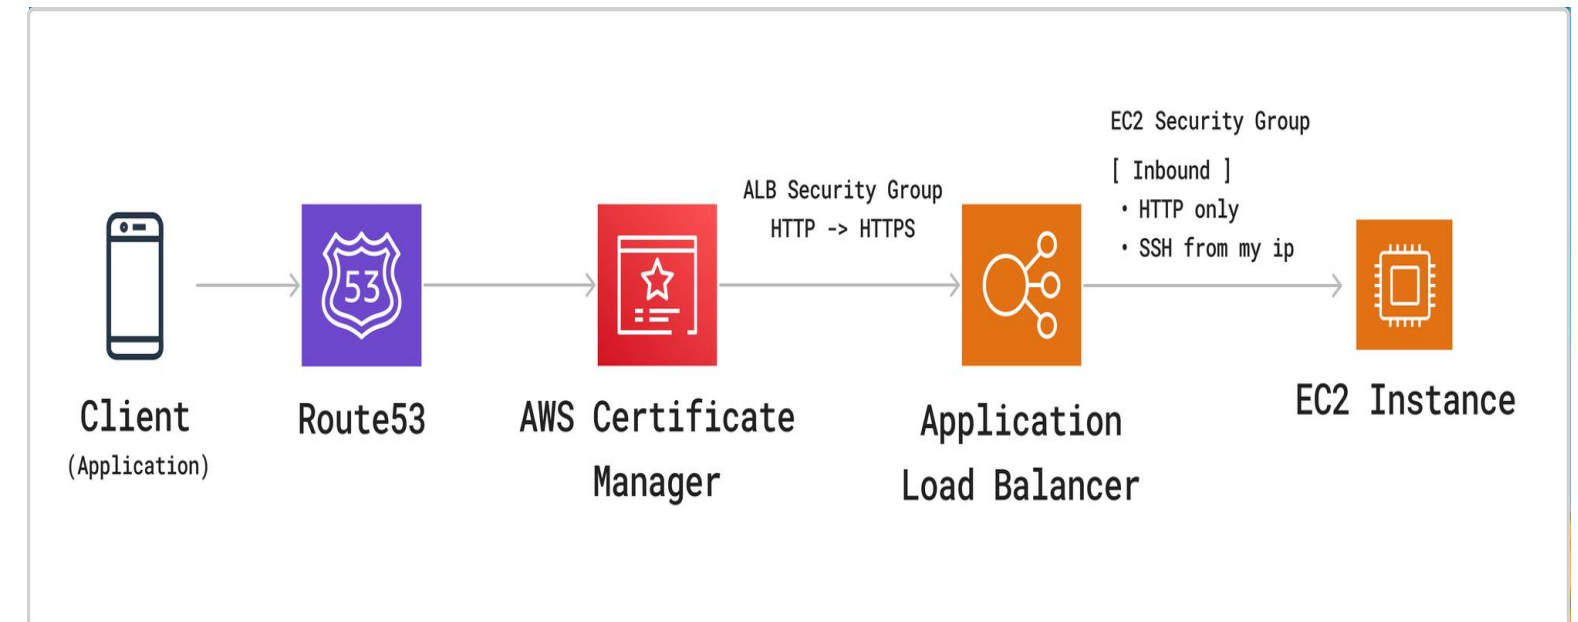 EC2 Security Group
[ Inbound ]
• HTTP only
• SSH from my ip
ALB Security Group
HTTP -> HTTPS
53
Client
(Application)
Route53
AWS Certificate
Manager
Application
Load Balancer
EC2 Instance